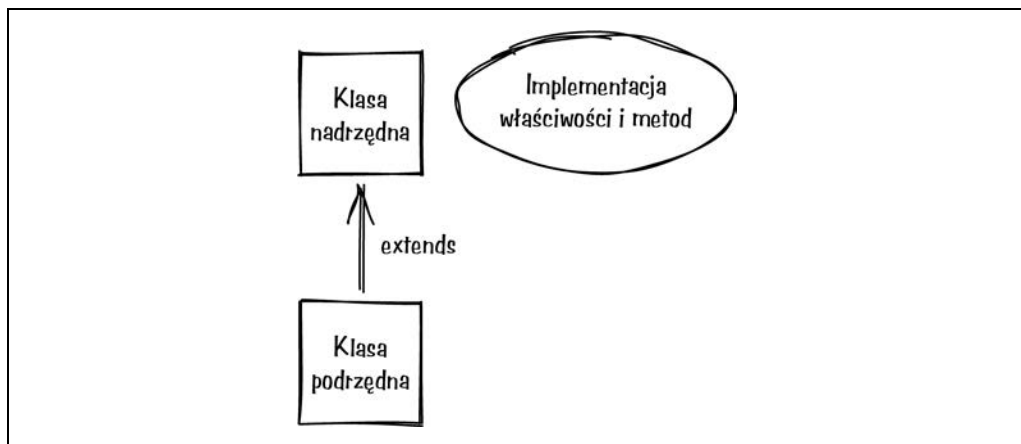 Klasa
nadrzędna
Implementacja
właściwości i metod
extends
Klasa
podrzędna